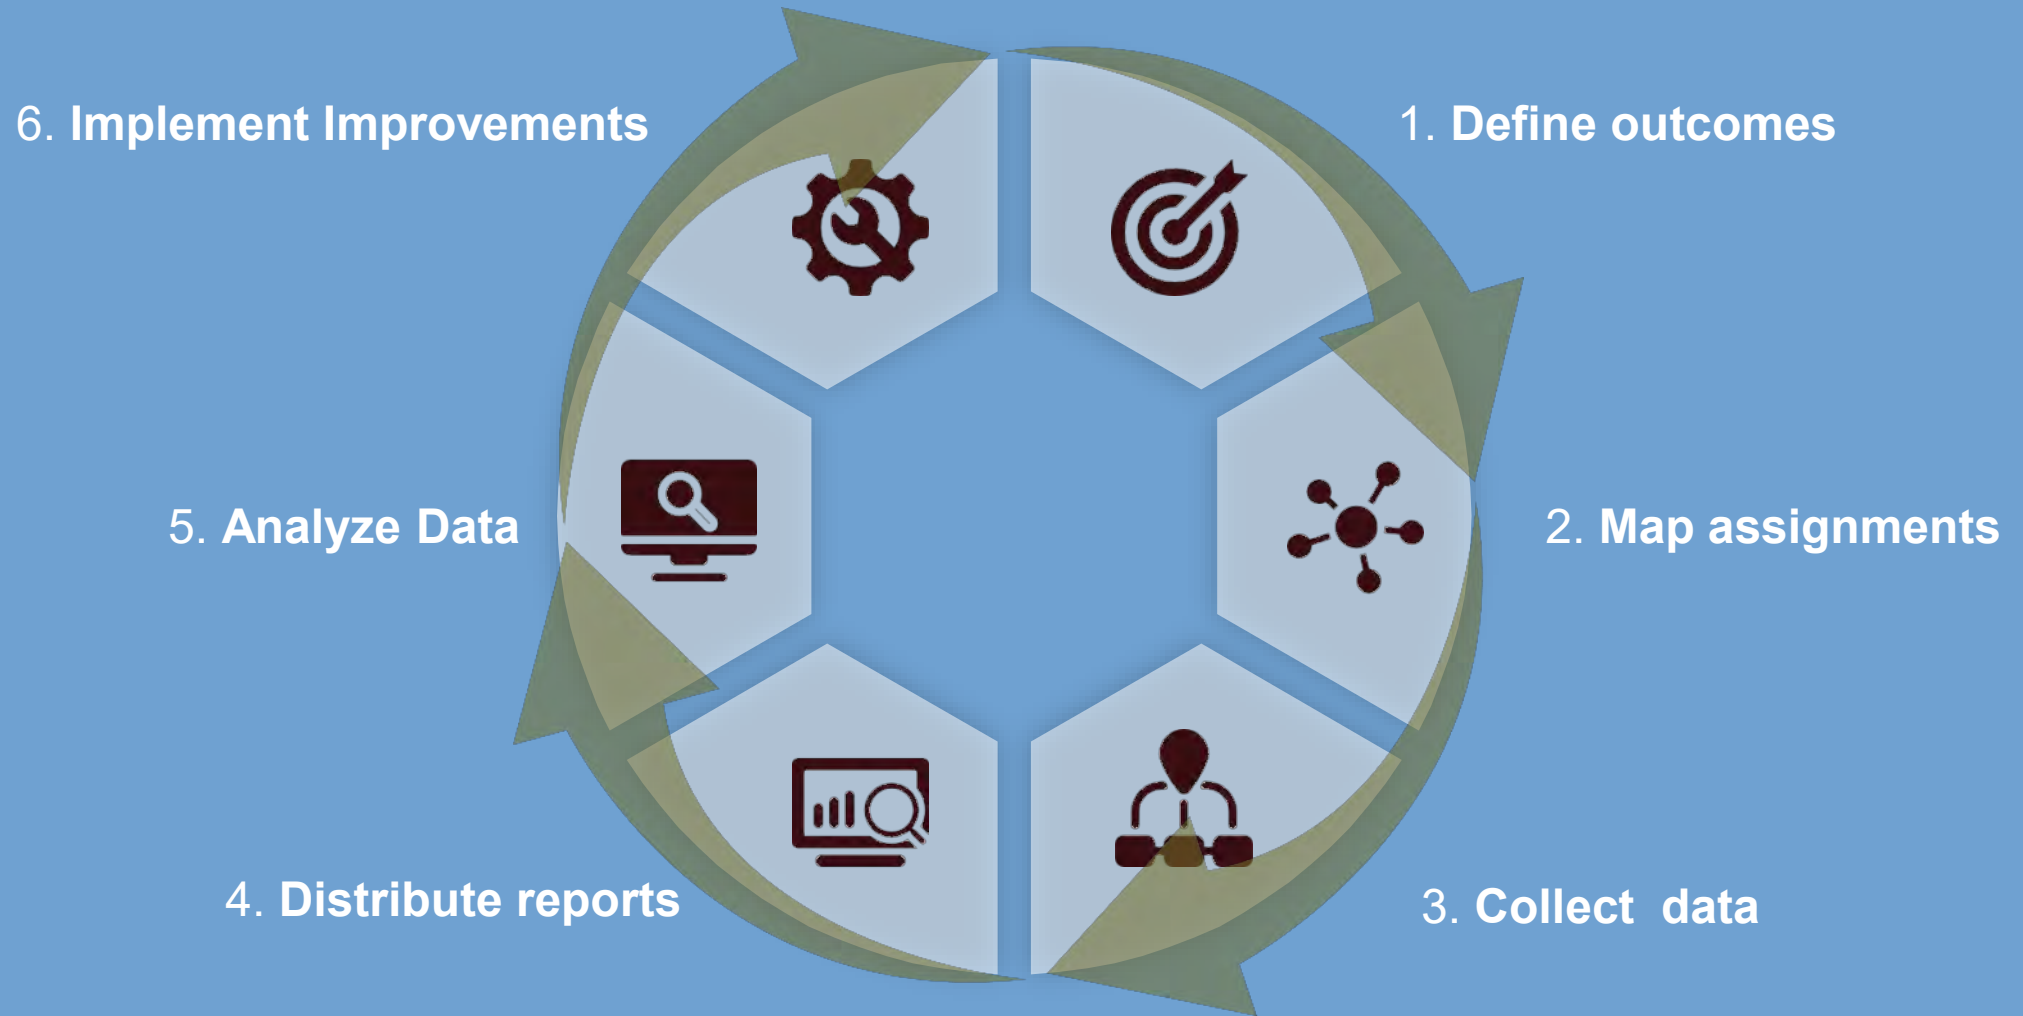 1. Define outcomes
2. Map assignments
3. Collect  data
4. Distribute reports
5. Analyze Data
6. Implement Improvements